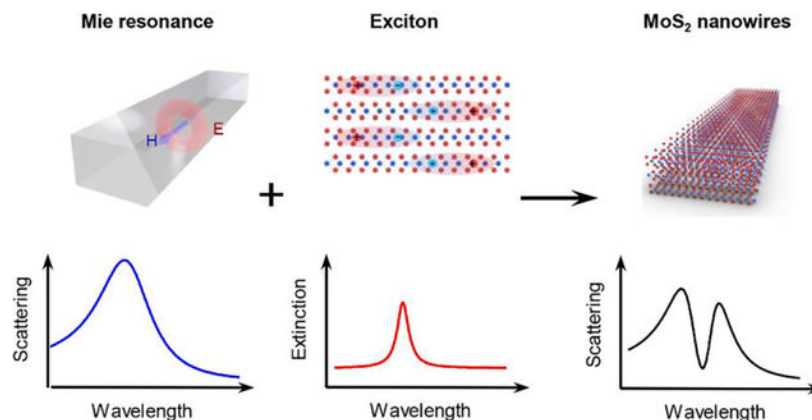 Mie resonance
Exciton
MoS₂ nanowires
H
E
+
Scattering
Wavelength
Extinction
Wavelength
Scattering
Wavelength